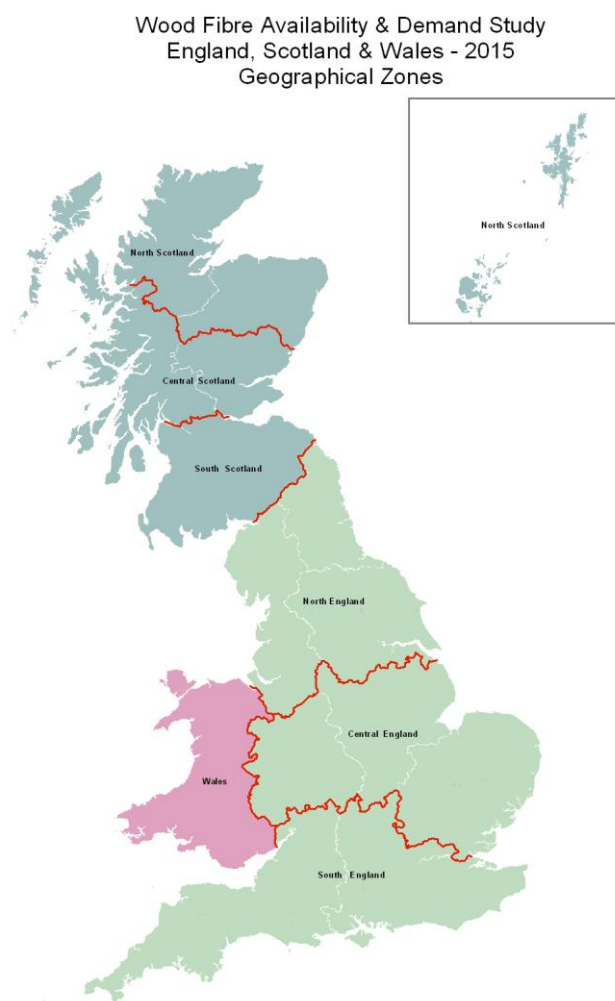 Wood Fibre Availability & Demand Study
England, Scotland & Wales - 2015
Geographical Zones
North Scotland
North Scotland
Central Scotland
South Scotland
North England
Central England
Wales
South England